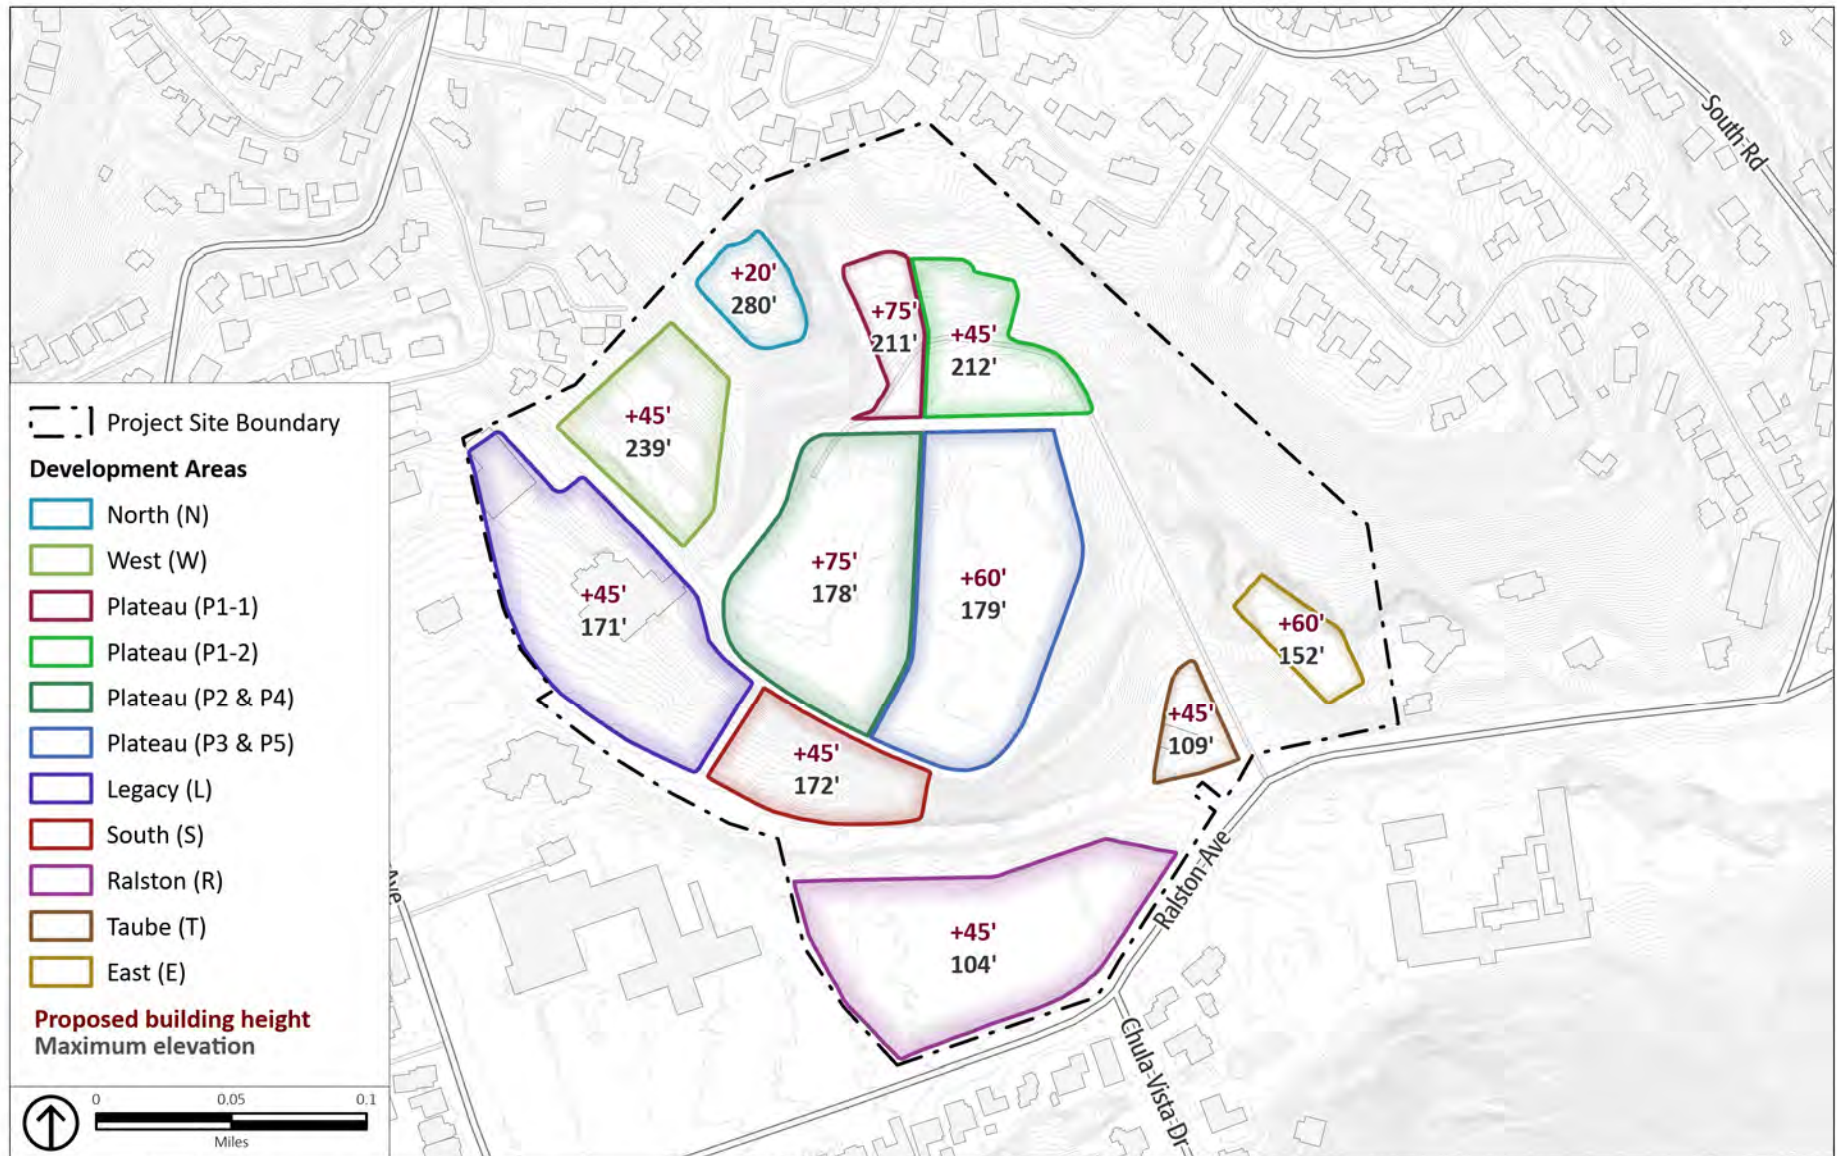 South Rd
+20'
280'
+75'
211'
+45'
212'
+45'
239'
+45'
171'
+75'
178'
+60'
179'
+60'
152'
+45'
109'
+45'
172'
+45'
104'
Ralston Ave
Chula Vista Dr
Ave
Project Site Boundary
Development Areas
North (N)
West (W)
Plateau (P1-1)
Plateau (P1-2)
Plateau (P2 & P4)
Plateau (P3 & P5)
Legacy (L)
South (S)
Ralston (R)
Taube (T)
East (E)
Proposed building height
Maximum elevation
0 0.05 0.1
Miles